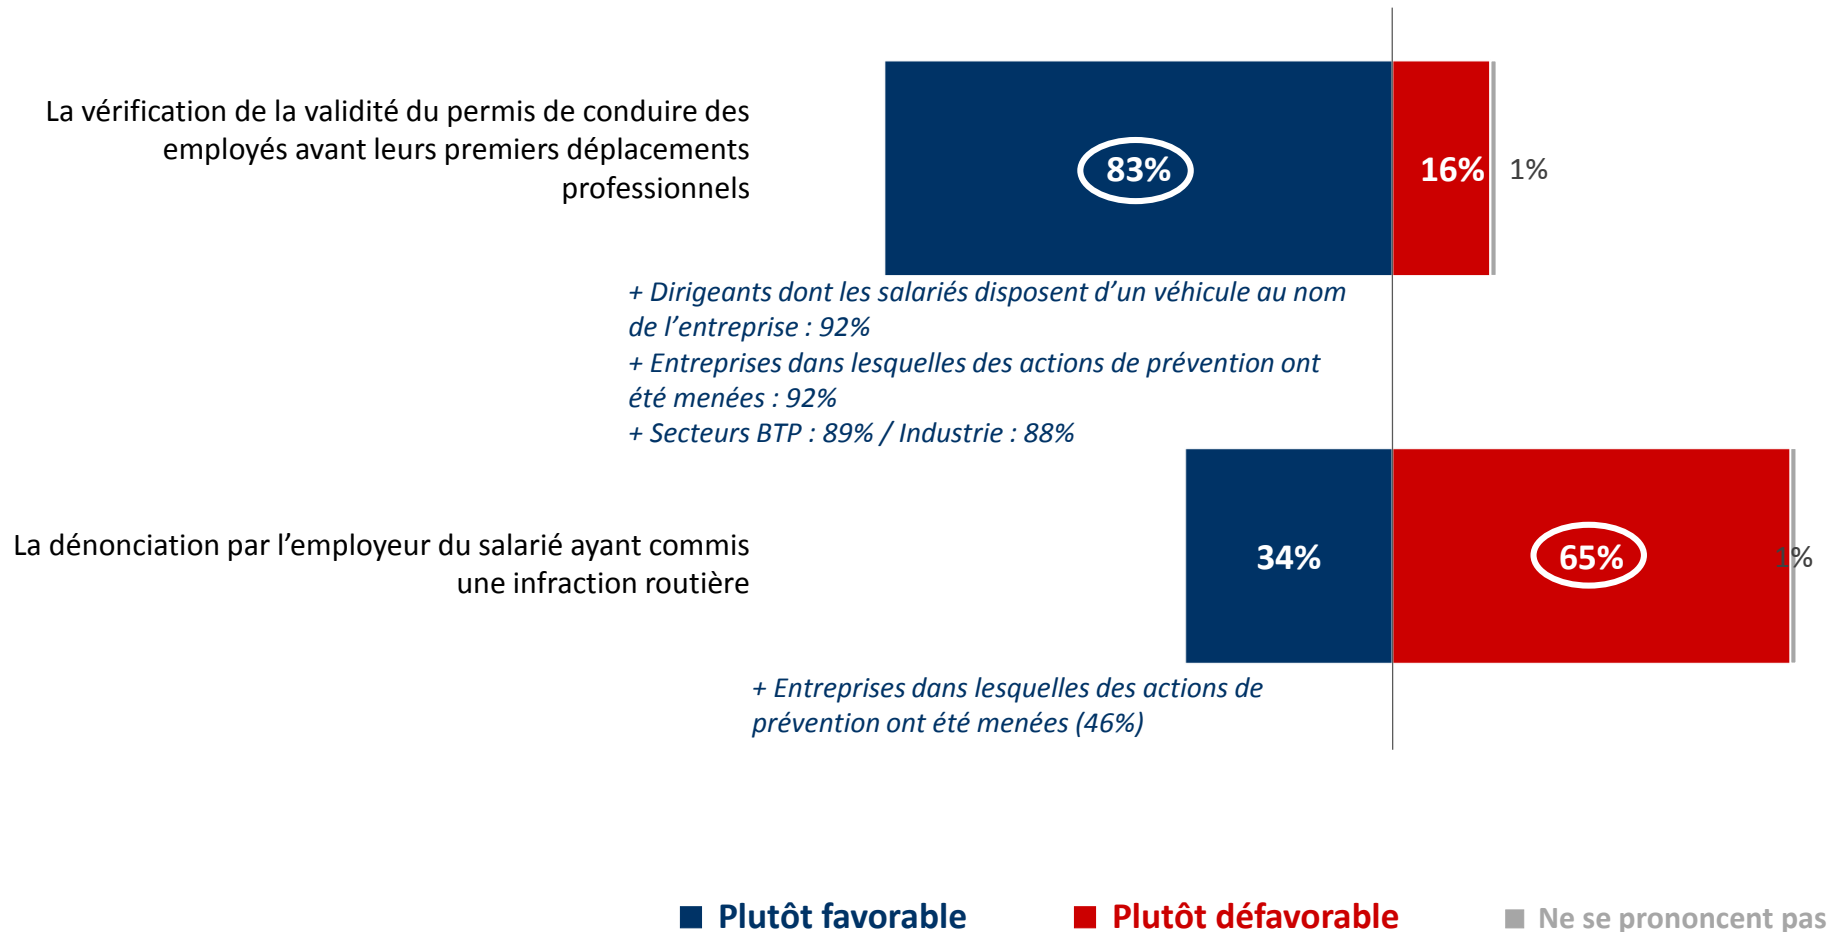 La vérification de la validité du permis de conduire des
employés avant leurs premiers déplacements
professionnels
83%
16%
1%
+ Dirigeants dont les salariés disposent d’un véhicule au nom
de l’entreprise : 92%
+ Entreprises dans lesquelles des actions de prévention ont
été menées : 92%
+ Secteurs BTP : 89% / Industrie : 88%
La dénonciation par l’employeur du salarié ayant commis
une infraction routière
34%
65%
1%
+ Entreprises dans lesquelles des actions de
prévention ont été menées (46%)
Plutôt favorable
Plutôt défavorable
Ne se prononcent pas